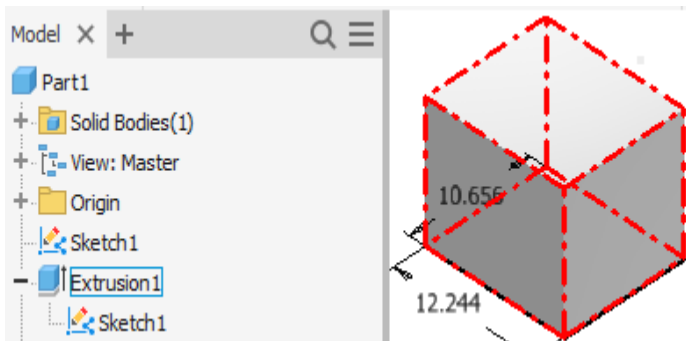 Model
Part1
Solid Bodies(1)
View: Master
Origin
Sketch1
Extrusion1
Sketch1
10.656
12.244